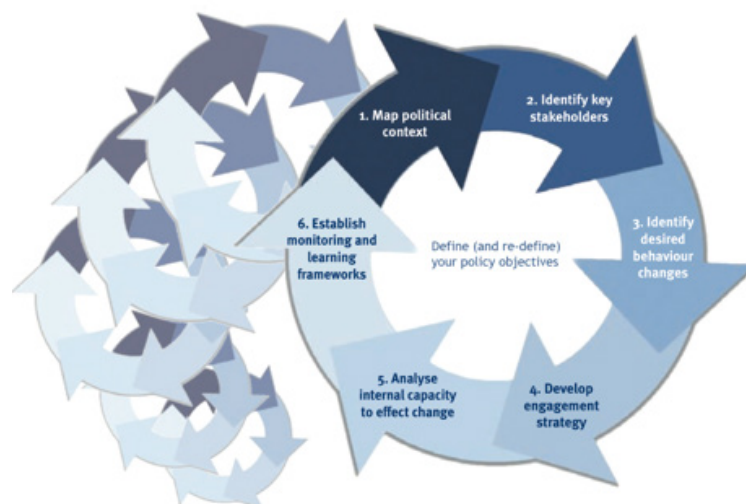 1. Map political
context
2. Identify key
stakeholders
3. Identify
desired
behaviour
changes
4. Develop
engagement
strategy
5. Analyse
internal capacity
to effect change
6. Establish
monitoring and
learning
frameworks
Define (and re-define)
your policy objectives